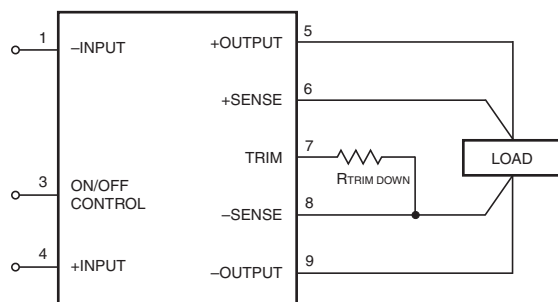 1
–INPUT
3
ON/OFF
CONTROL
4
+INPUT
+OUTPUT
5
+SENSE
6
TRIM
7
RTRIM DOWN
–SENSE
8
–OUTPUT
9
LOAD